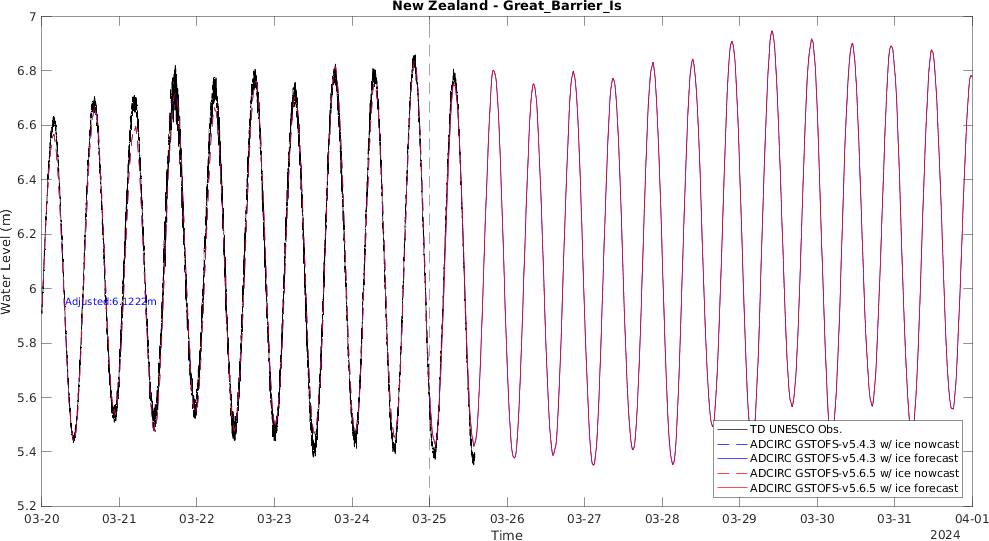 New Zealand - Great_Barrier_Is
7
6.8
6.6
6.4
6.2
6
5.8
5.6
5.4
5.2
Water Level (m)
Adjusted:6.1222m
TD UNESCO Obs.
ADCIRC GSTOFS-v5.4.3 w/ ice nowcast
ADCIRC GSTOFS-v5.4.3 w/ ice forecast
ADCIRC GSTOFS-v5.6.5 w/ ice nowcast
ADCIRC GSTOFS-v5.6.5 w/ ice forecast
03-20 03-21 03-22 03-23 03-24 03-25 03-26 03-27 03-28 03-29 03-30 03-31 04-01
Time
2024